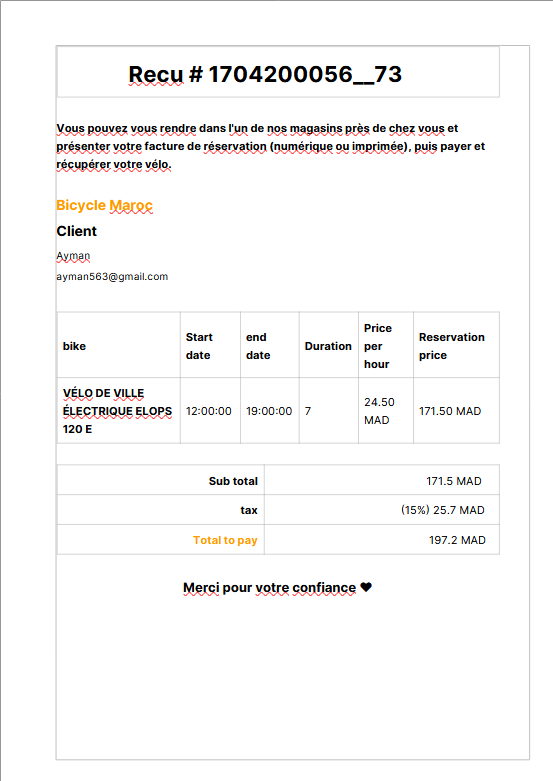 Recu # 1704200056__73
Vous pouvez vous rendre dans l'un de nos magasins près de chez vous et
présenter votre facture de réservation (numérique ou imprimée), puis payer et
récupérer votre vélo.
Bicycle Maroc
Client
Ayman
ayman563@gmail.com
bike Start date end date Duration Price per hour Reservation price
VÉLO DE VILLE ÉLECTRIQUE ELOPS 120 E 12:00:00 19:00:00 7 24.50 MAD 171.50 MAD
Sub total 171.5 MAD
tax (15%) 25.7 MAD
Total to pay 197.2 MAD
Merci pour votre confiance ♥